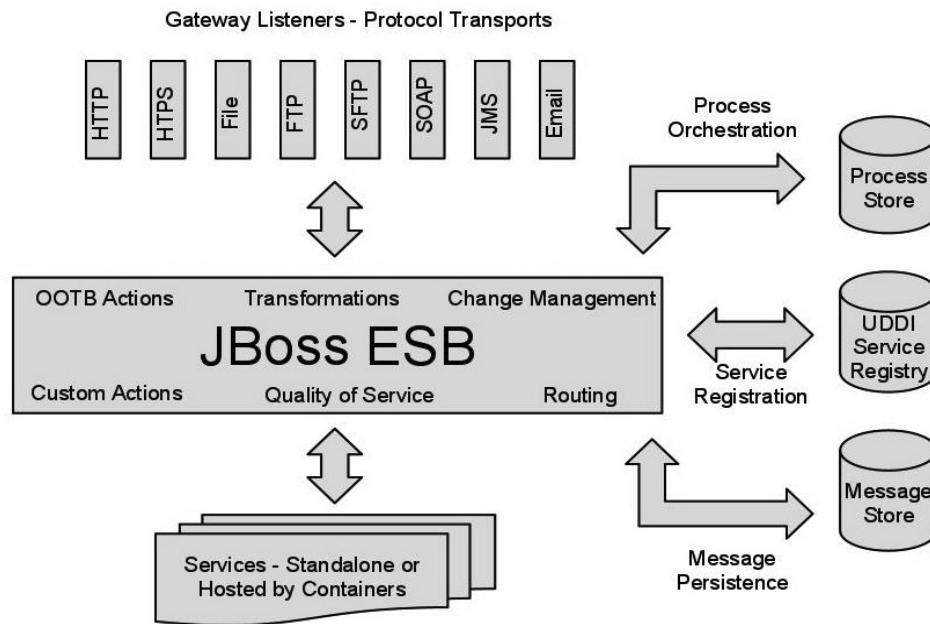 Gateway Listeners - Protocol Transports
HTTP
HTPS
File
FTP
SFTP
SOAP
JMS
Email
Process
Orchestration
Process
Store
OOTB Actions
Transformations
Change Management
JBoss ESB
Custom Actions
Quality of Service
Routing
UDDI
Service
Registry
Service
Registration
Message
Store
Message
Persistence
Services - Standalone or
Hosted by Containers